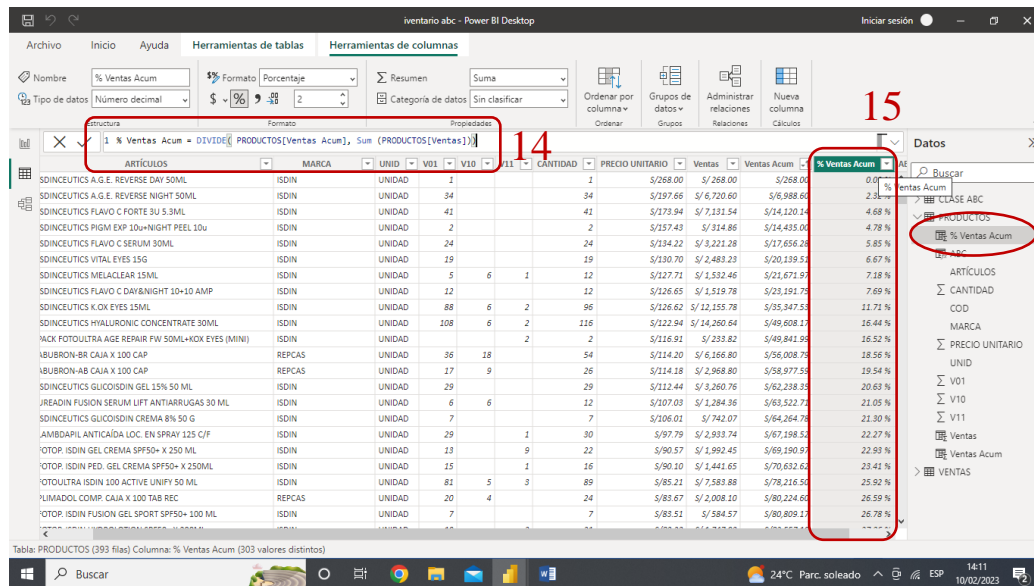 iventario abc - Power BI Desktop
Iniciar sesión
Archivo Inicio Ayuda Herramientas de tablas Herramientas de columnas
Nombre % Ventas Acum
Formato Porcentaje
Resumen Suma
Tipo de datos Número decimal
$ % 9 2
Categoría de datos Sin clasificar
Ordenar por columna
Grupos de datos
Administrar relaciones
Nueva columna
Estructura Formato Propiedades Ordenar Grupos Relaciones Cálculos
15
1 % Ventas Acum = DIVIDE( PRODUCTOS[Ventas Acum], Sum (PRODUCTOS[Ventas]))
14
ARTÍCULOS MARCA UNID V01 V10 V11 CANTIDAD PRECIO UNITARIO Ventas Ventas Acum % Ventas Acum
SDINCEUTICS A.G.E. REVERSE DAY 50ML ISDIN UNIDAD 1 1 S/268.00 S/ 268.00 S/268.00
SDINCEUTICS A.G.E. REVERSE NIGHT 50ML ISDIN UNIDAD 34 34 S/197.66 S/ 6,720.60 S/6,988.60 2.32 %
SDINCEUTICS FLAVO C FORTE 3U 5.3ML ISDIN UNIDAD 41 41 S/173.94 S/ 7,131.54 S/14,120.14 4.68 %
SDINCEUTICS PIGM EXP 10u+NIGHT PEEL 10u ISDIN UNIDAD 2 2 S/157.43 S/ 314.86 S/14,435.00 4.78 %
SDINCEUTICS FLAVO C SERUM 30ML ISDIN UNIDAD 24 24 S/134.22 S/ 3,221.28 S/17,656.28 5.85 %
SDINCEUTICS VITAL EYES 15G ISDIN UNIDAD 19 19 S/130.70 S/ 2,483.23 S/20,139.51 6.67 %
SDINCEUTICS MELACLEAR 15ML ISDIN UNIDAD 5 6 1 12 S/127.71 S/ 1,532.46 S/21,671.97 7.18 %
SDINCEUTICS FLAVO C DAY&NIGHT 10+10 AMP ISDIN UNIDAD 12 12 S/126.65 S/ 1,519.78 S/23,191.75 7.69 %
SDINCEUTICS K.OX EYES 15ML ISDIN UNIDAD 88 6 2 96 S/126.62 S/ 12,155.78 S/35,347.53 11.71 %
SDINCEUTICS HYALURONIC CONCENTRATE 30ML ISDIN UNIDAD 108 6 2 116 S/122.94 S/ 14,260.64 S/49,608.17 16.44 %
PACK FOTOULTRA AGE REPAIR FW 50ML+KOX EYES (MINI) ISDIN UNIDAD 2 2 S/116.91 S/ 233.82 S/49,841.99 16.52 %
ABUBRON-BR CAJA X 100 CAP REPCAS UNIDAD 36 18 54 S/114.20 S/ 6,166.80 S/56,008.79 18.56 %
ABUBRON-AB CAJA X 100 CAP REPCAS UNIDAD 17 9 26 S/114.18 S/ 2,968.80 S/58,977.59 19.54 %
SDINCEUTICS GLICOISDIN GEL 15% 50 ML ISDIN UNIDAD 29 29 S/112.44 S/ 3,260.76 S/62,238.35 20.63 %
UREADIN FUSION SERUM LIFT ANTIARRUGAS 30 ML ISDIN UNIDAD 6 6 12 S/107.03 S/ 1,284.36 S/63,522.71 21.05 %
SDINCEUTICS GLICOISDIN CREMA 8% 50 G ISDIN UNIDAD 7 7 S/106.01 S/ 742.07 S/64,264.78 21.30 %
LAMBDAPIL ANTICAÍDA LOC. EN SPRAY 125 C/F ISDIN UNIDAD 29 1 30 S/97.79 S/ 2,933.74 S/67,198.52 22.27 %
FOTOP. ISDIN GEL CREMA SPF50+ X 250 ML ISDIN UNIDAD 13 9 22 S/90.57 S/ 1,992.45 S/69,190.97 22.93 %
FOTOP. ISDIN PED. GEL CREMA SPF50+ X 250ML ISDIN UNIDAD 15 1 16 S/90.10 S/ 1,441.65 S/70,632.62 23.41 %
FOTOULTRA ISDIN 100 ACTIVE UNIFY 50 ML ISDIN UNIDAD 81 5 3 89 S/85.21 S/ 7,583.88 S/78,216.50 25.92 %
PLIMADOL COMP. CAJA X 100 TAB REC REPCAS UNIDAD 20 4 24 S/83.67 S/ 2,008.10 S/80,224.60 26.59 %
FOTOP. ISDIN FUSION GEL SPORT SPF50+ 100 ML ISDIN UNIDAD 7 7 S/83.51 S/ 584.57 S/80,809.17 26.78 %
Datos
Buscar
% Ventas Acum
CLASE ABC
PRODUCTOS
% Ventas Acum
ABC
ARTÍCULOS
CANTIDAD
COD
MARCA
PRECIO UNITARIO
UNID
V01
V10
V11
Ventas
Ventas Acum
VENTAS
Tabla: PRODUCTOS (393 filas) Columna: % Ventas Acum (303 valores distintos)
Buscar
24°C Parc. soleado ESP 14:11
10/02/2023
2